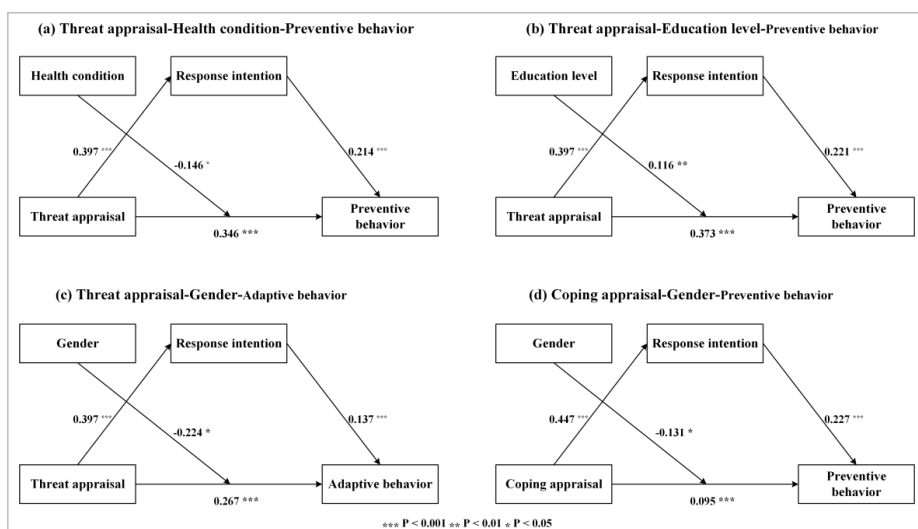 (a) Threat appraisal-Health condition-Preventive behavior
Health condition
Response intention
0.397 ***
-0.146 *
0.214 ***
Threat appraisal
0.346 ***
Preventive
behavior
(b) Threat appraisal-Education level-Preventive behavior
Education level
Response intention
0.397 ***
0.116 **
0.221 ***
Threat appraisal
0.373 ***
Preventive
behavior
(c) Threat appraisal-Gender-Adaptive behavior
Gender
Response intention
0.397 ***
-0.224 *
0.137 ***
Threat appraisal
0.267 ***
Adaptive behavior
(d) Coping appraisal-Gender-Preventive behavior
Gender
Response intention
0.447 ***
-0.131 *
0.227 ***
Coping appraisal
0.095 ***
Preventive
behavior
*** P < 0.001 ** P < 0.01 * P < 0.05